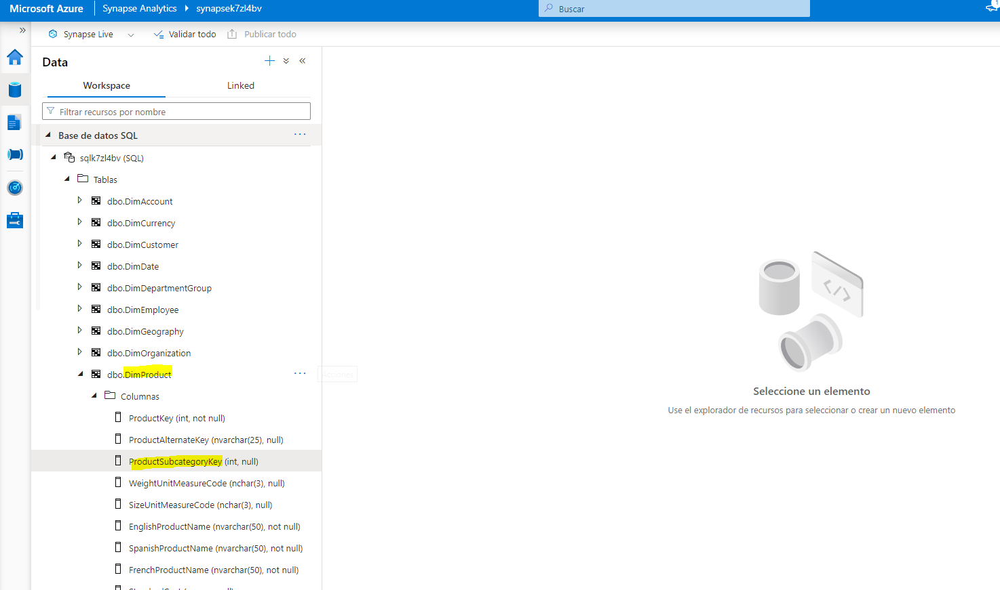 Microsoft Azure Synapse Analytics synapsek7zl4bv Buscar 1
Synapse Live Validar todo Publicar todo
Data
Workspace Linked
Filtrar recursos por nombre
Base de datos SQL ...
sqlk7zl4bv (SQL)
Tablas
dbo.DimAccount
dbo.DimCurrency
dbo.DimCustomer
dbo.DimDate
dbo.DimDepartmentGroup
dbo.DimEmployee
dbo.DimGeography
dbo.DimOrganization
dbo.DimProduct ... Acciones
Columnas
ProductKey (int, not null)
ProductAlternateKey (nvarchar(25), null)
ProductSubcategoryKey (int, null)
WeightUnitMeasureCode (nchar(3), null)
SizeUnitMeasureCode (nchar(3), null)
EnglishProductName (nvarchar(50), not null)
SpanishProductName (nvarchar(50), not null)
FrenchProductName (nvarchar(50), not null)
Seleccione un elemento
Use el explorador de recursos para seleccionar o crear un nuevo elemento